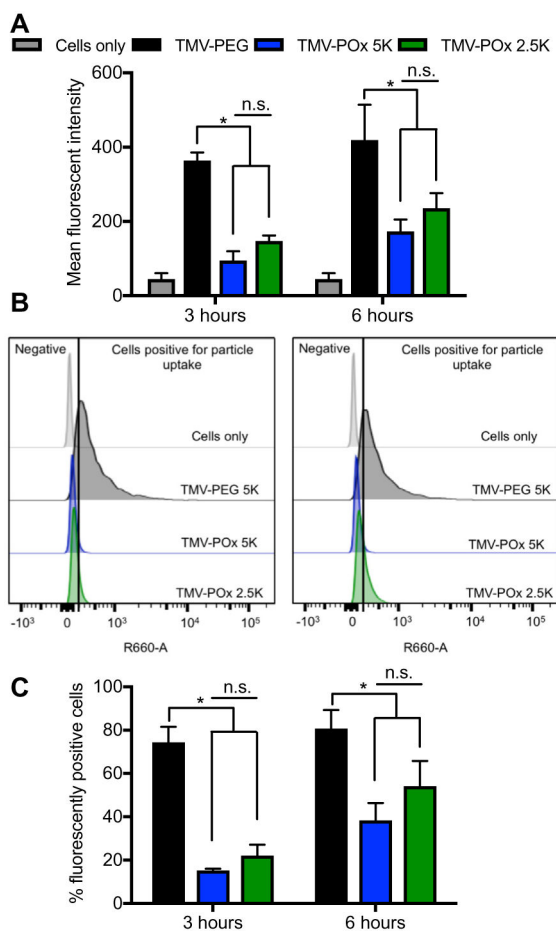 A
Cells only TMV-PEG TMV-POx 5K TMV-POx 2.5K
Mean fluorescent intensity
600
400
200
0
* n.s.
* n.s.
3 hours 6 hours
B
Negative Cells positive for particle
uptake
Cells only
TMV-PEG 5K
TMV-POx 5K
TMV-POx 2.5K
-10³ 0 10³ 10⁴ 10⁵
R660-A
Negative Cells positive for particle
uptake
Cells only
TMV-PEG 5K
TMV-POx 5K
TMV-POx 2.5K
-10³ 0 10³ 10⁴ 10⁵
R660-A
C
% fluorescently positive cells
100
80
60
40
20
0
* n.s.
* n.s.
3 hours 6 hours